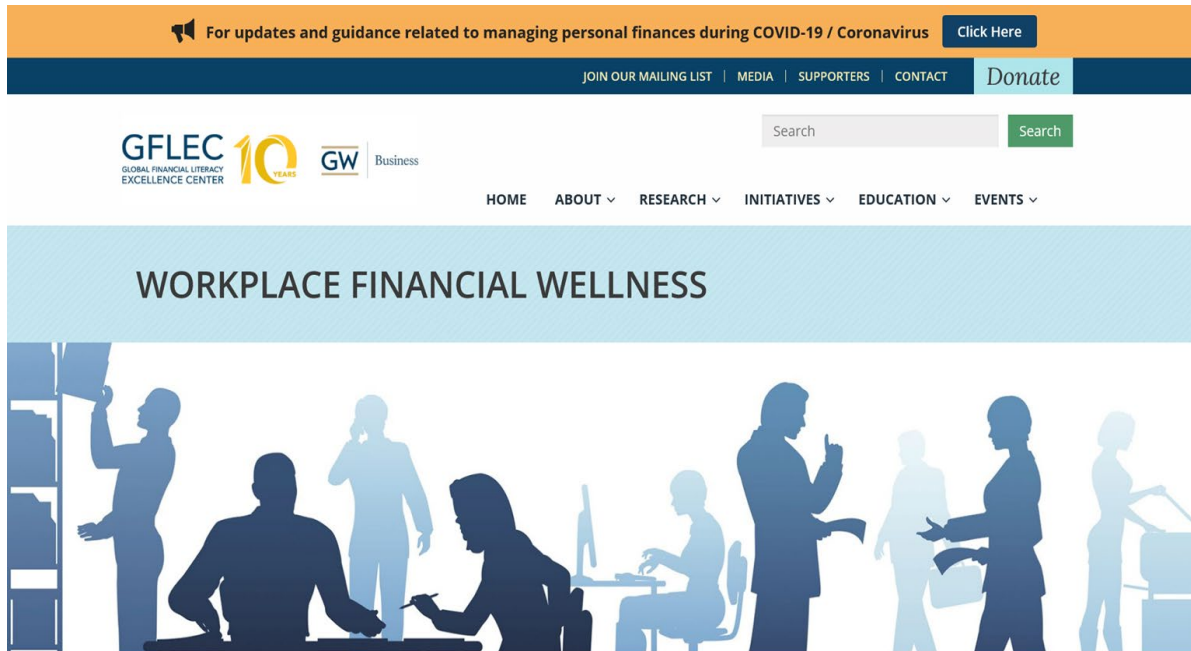 For updates and guidance related to managing personal finances during COVID-19 / Coronavirus
Click Here
JOIN OUR MAILING LIST | MEDIA | SUPPORTERS | CONTACT
Donate
Search
Search
GFLEC
GLOBAL FINANCIAL LITERACY
EXCELLENCE CENTER
10
YEARS
GW | Business
HOME ABOUT RESEARCH INITIATIVES EDUCATION EVENTS
WORKPLACE FINANCIAL WELLNESS